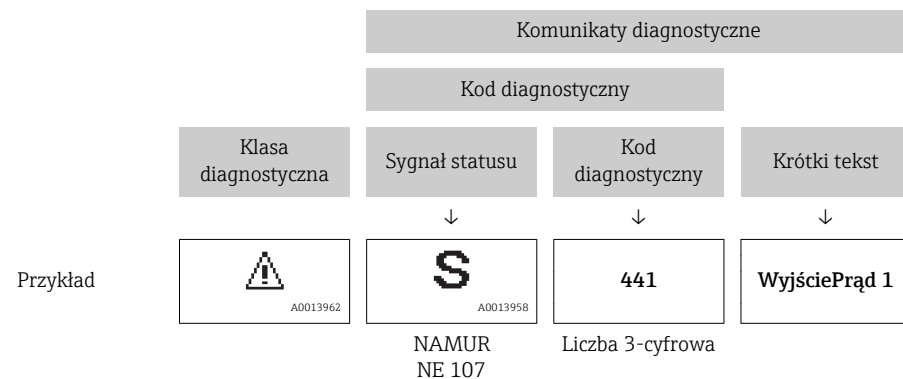 Komunikaty diagnostyczne
Kod diagnostyczny
Klasa
diagnostyczna
Sygnał statusu
Kod
diagnostyczny
Krótki tekst
↓ ↓ ↓
Przykład
A0013962
S
A0013958
441
WyjściePrąd 1
NAMUR
NE 107
Liczba 3-cyfrowa